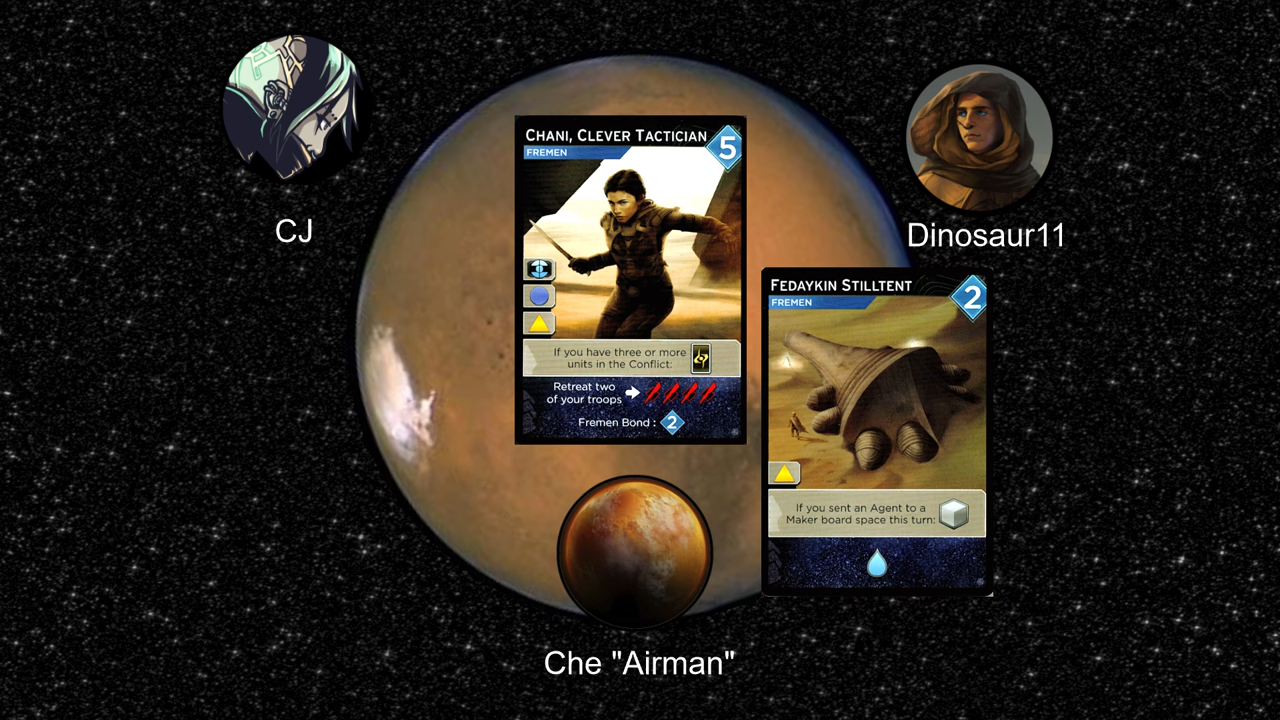 CJ
Dinosaur11
CHANI, CLEVER TACTICIAN
5
FREMEN
If you have three or more
units in the Conflict:
Retreat two
of your troops
Fremen Bond : 2
FEDAYKIN STILLTENT
2
FREMEN
If you sent an Agent to a
Maker board space this turn:
Che "Airman"